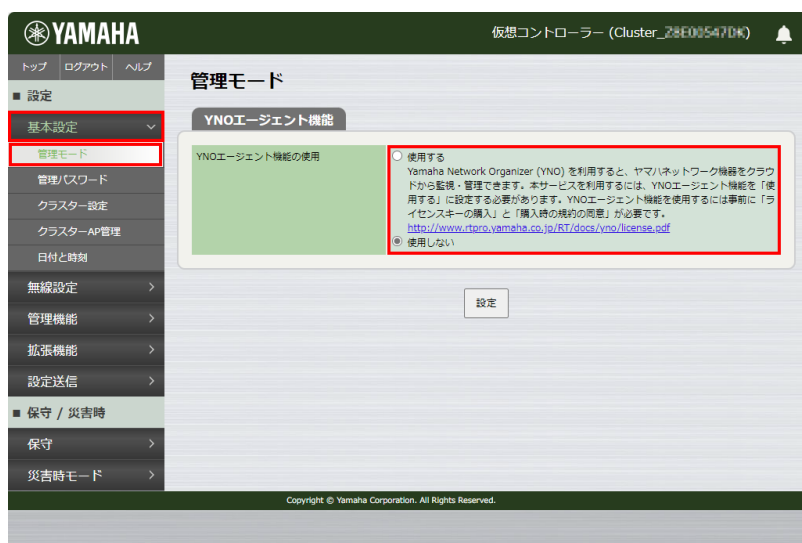 YAMAHA
仮想コントローラー (Cluster_
トップ ログアウト ヘルプ
■ 設定
基本設定
管理モード
管理パスワード
クラスター設定
クラスターAP管理
日付と時刻
無線設定
管理機能
拡張機能
設定送信
■ 保守 / 災害時
保守
災害時モード
管理モード
YNOエージェント機能
YNOエージェント機能の使用
使用する
Yamaha Network Organizer (YNO) を利用すると、ヤマハネットワーク機器をクラウ
ドから監視・管理できます。本サービスを利用するには、YNOエージェント機能を「使
用する」に設定する必要があります。YNOエージェント機能を使用するには事前に「ラ
イセンスキーの購入」と「購入時の規約の同意」が必要です。
http://www.rtpro.yamaha.co.jp/RT/docs/yno/license.pdf
使用しない
設定
Copyright © Yamaha Corporation. All Rights Reserved.